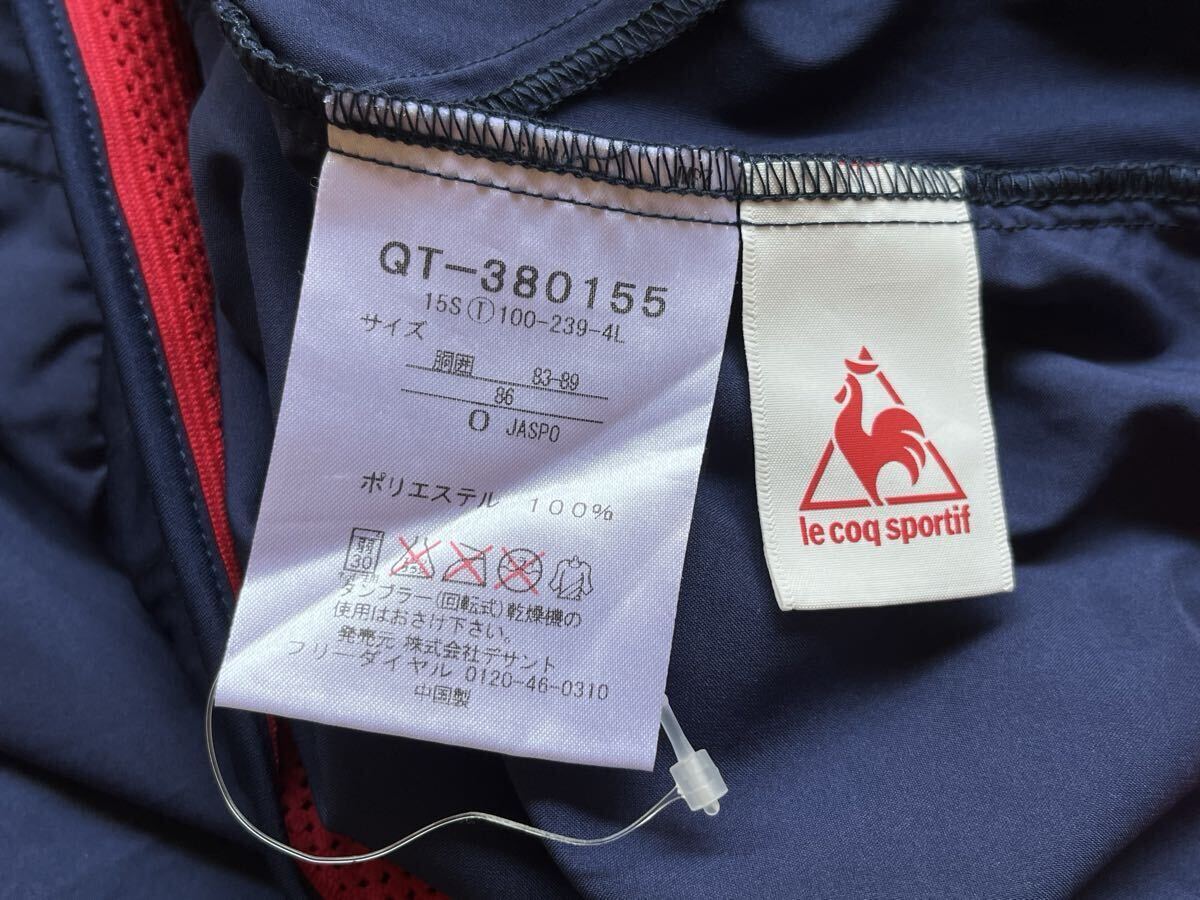 QT-380155
15S Ⓣ 100-239-4L
サイズ
胴囲 83-89
86
O JASPO
ポリエステル 100%
弱
30
タンブラー(回転式)乾燥機の
使用はおさけ下さい。
発売元 株式会社デサント
フリーダイヤル 0120-46-0310
中国製
le coq sportif